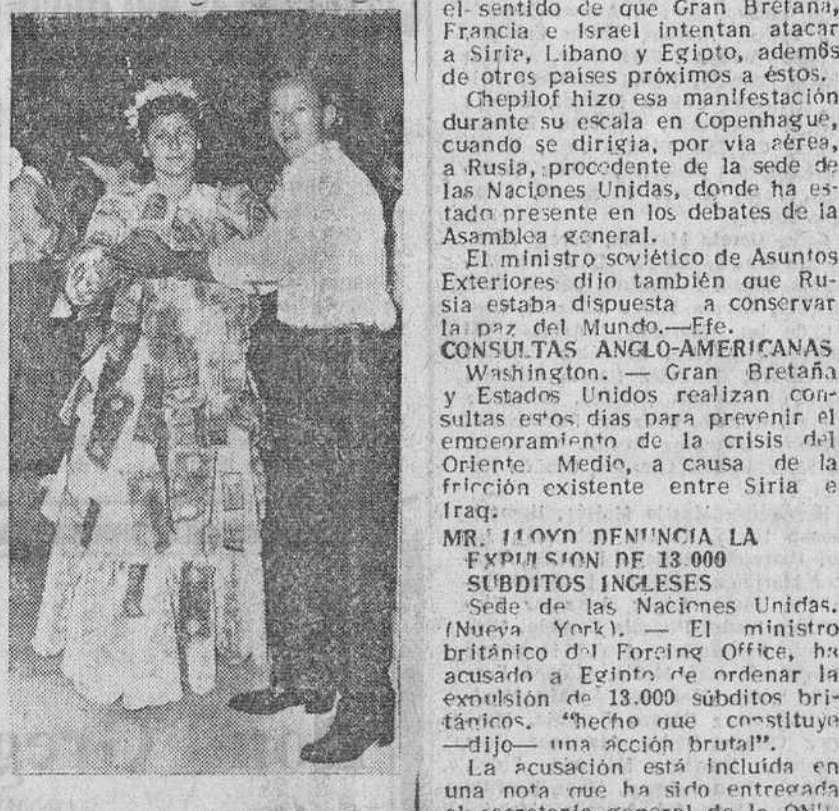 el sentido de que Gran Bretaña,
Francia e Israel intentan atacar
a Siria, Líbano y Egipto, además
de otros países próximos a éstos.
Chepilof hizo esa manifestación
durante su escala en Copenhague,
cuando se dirigía, por vía aérea,
a Rusia, procedente de la sede de
las Naciones Unidas, donde ha es-
tado presente en los debates de la
Asamblea general.
El ministro soviético de Asuntos
Exteriores dijo también que Ru-
sia estaba dispuesta a conservar
la paz del Mundo.—Efe.
CONSULTAS ANGLO-AMERICANAS
Washington. — Gran Bretaña
y Estados Unidos realizan con-
sultas estos días para prevenir el
empeoramiento de la crisis del
Oriente Medio, a causa de la
fricción existente entre Siria e
Iraq.
MR. LLOYD DENUNCIA LA
EXPULSION DE 13.000
SUBDITOS INGLESES
Sede de las Naciones Unidas.
(Nueva York). — El ministro
británico del Foreing Office, ha
acusado a Egipto de ordenar la
expulsión de 13.000 súbditos bri-
tánicos. “hecho que constituye
—dijo— una acción brutal”.
La acusación está incluída en
una nota que ha sido entregada